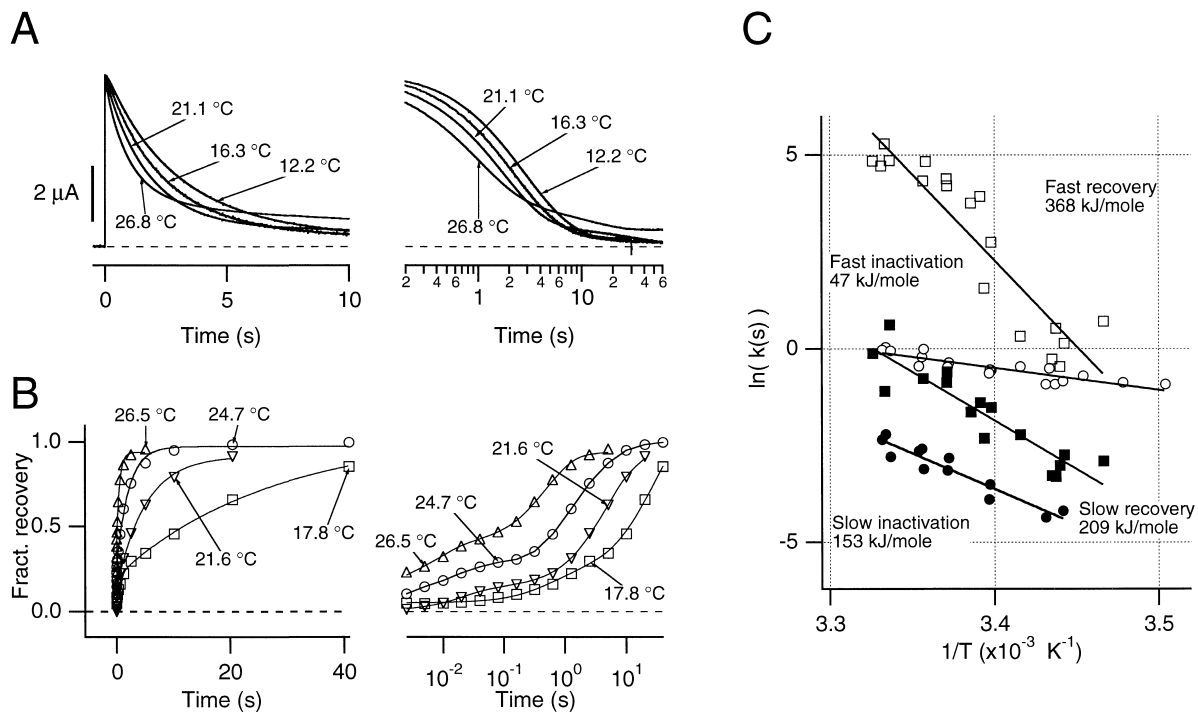 A
21.1 °C
16.3 °C
12.2 °C
26.8 °C
2 µA
0 5 10
Time (s)
21.1 °C
16.3 °C
12.2 °C
26.8 °C
2 4 6 1 2 4 6 10 2 4 6
Time (s)
B
26.5 °C
24.7 °C
21.6 °C
17.8 °C
Fract. recovery
1.0
0.5
0.0
0 20 40
Time (s)
21.6 °C
24.7 °C
26.5 °C
17.8 °C
10-2 10-1 100 101
Time (s)
C
Fast recovery
368 kJ/mole
Fast inactivation
47 kJ/mole
Slow recovery
209 kJ/mole
Slow inactivation
153 kJ/mole
ln( k(s) )
5
0
-5
3.3 3.4 3.5
1/T (x10-3 K-1)